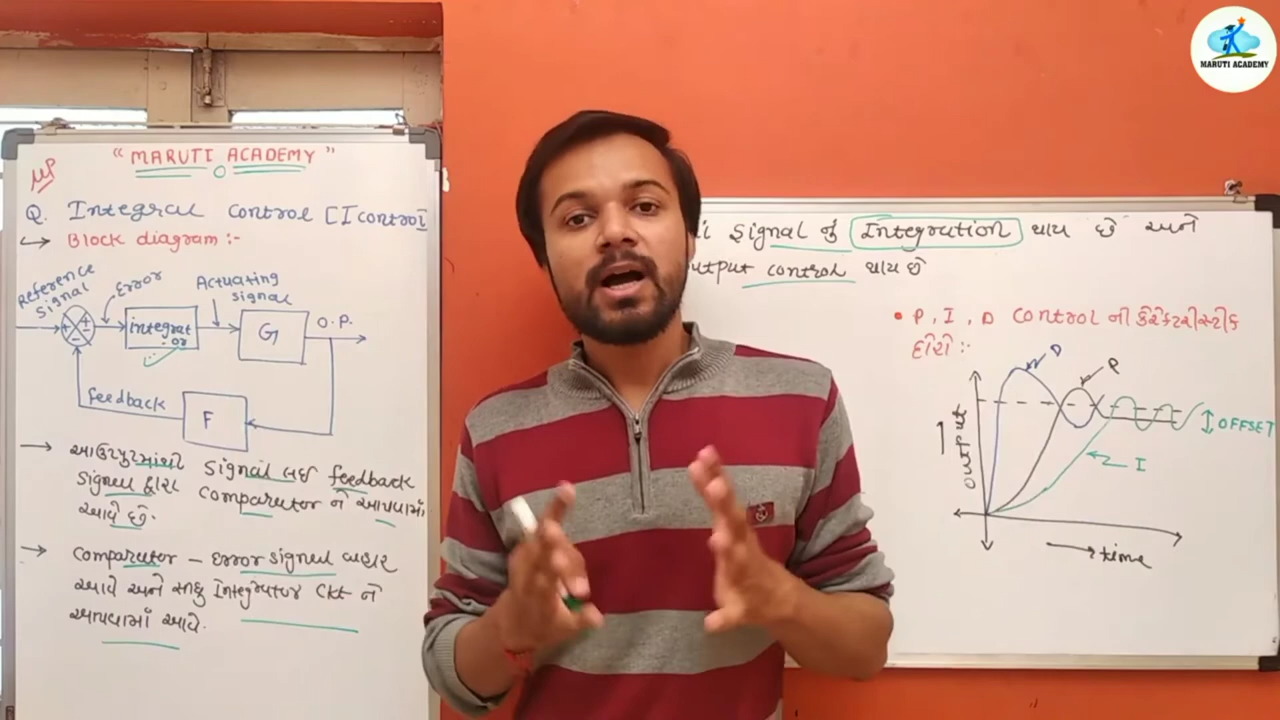 MARUTI ACADEMY
" MARUTI ACADEMY "
Q. Integral control [I control]
→ Block diagram :-
Reference
signal
Error
Actuating
signal
integrat
or
G
O.P.
feedback
F
→ આઉટપુટમાંથી signal લઈ feedback
signal દ્વારા comparator ને આપવામાં
આવે છે.
→ Comparator - error signal બહાર
આવે અને સીધુ Integrator ckt ને
આપવામાં આવે.
signal નું Integration થાય છે અને
output control થાય છે
• P, I, D control ની કેરેક્ટરીસ્ટીક
દોરો :-
D
P
OFFSET
I
output
time